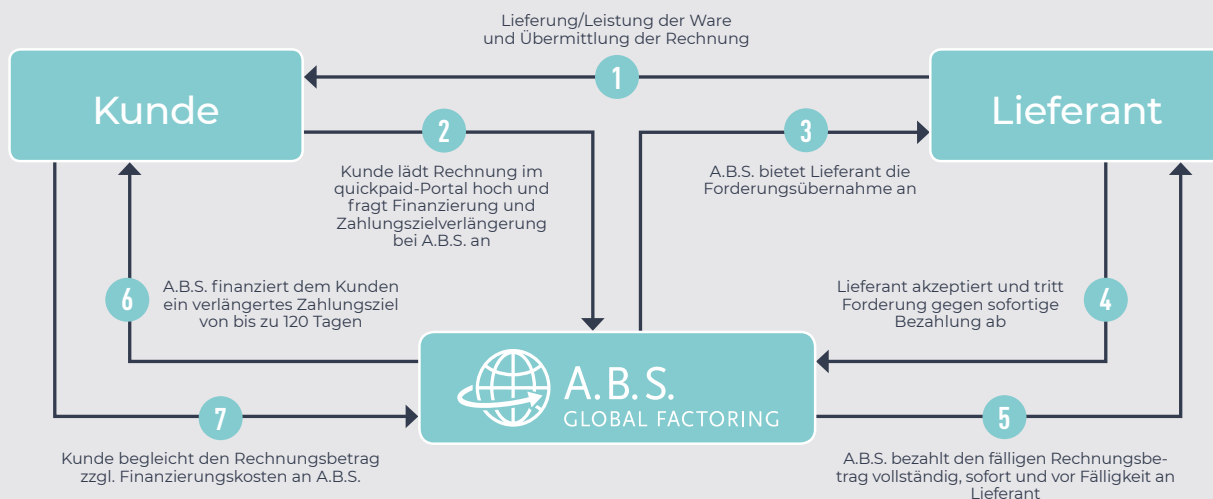 Lieferung/Leistung der Ware
und Übermittlung der Rechnung
1
Kunde
Lieferant
2
3
Kunde lädt Rechnung im
quickpaid-Portal hoch und
fragt Finanzierung und
Zahlungszielverlängerung
bei A.B.S. an
A.B.S. bietet Lieferant die
Forderungsübernahme an
6
A.B.S. finanziert dem Kunden
ein verlängertes Zahlungsziel
von bis zu 120 Tagen
Lieferant akzeptiert und tritt
Forderung gegen sofortige
Bezahlung ab
4
A.B.S.
GLOBAL FACTORING
7
5
Kunde begleicht den Rechnungsbetrag
zzgl. Finanzierungskosten an A.B.S.
A.B.S. bezahlt den fälligen Rechnungsbe-
trag vollständig, sofort und vor Fälligkeit an
Lieferant